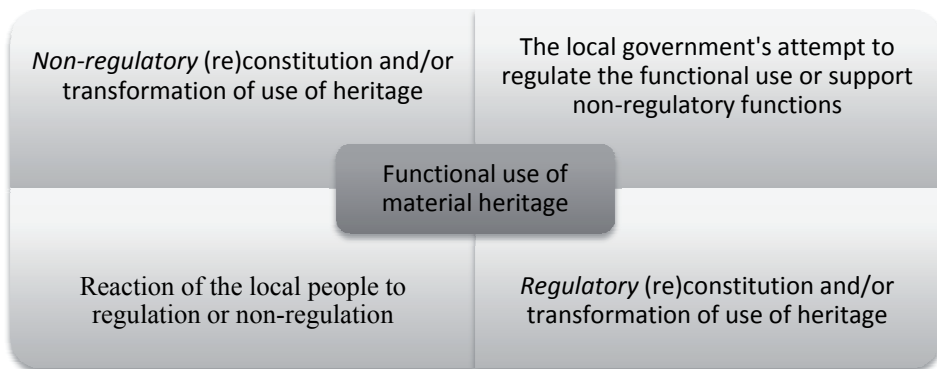 Non-regulatory (re)constitution and/or
transformation of use of heritage
The local government's attempt to
regulate the functional use or support
non-regulatory functions
Functional use of
material heritage
Reaction of the local people to
regulation or non-regulation
Regulatory (re)constitution and/or
transformation of use of heritage